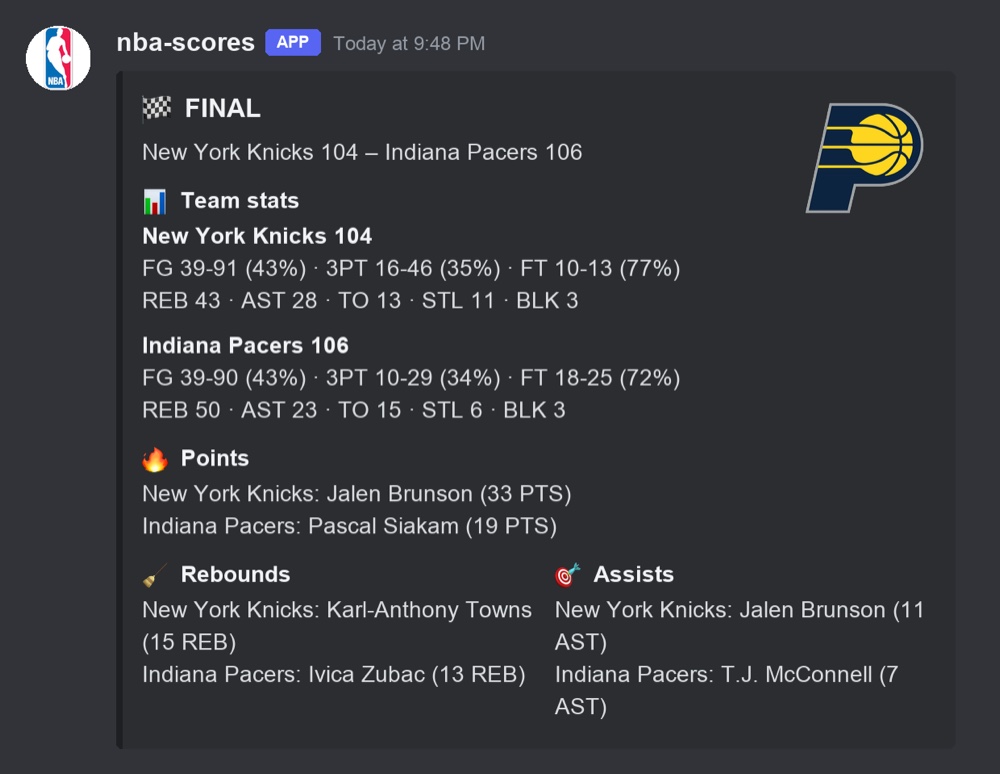 nba-scores APP Today at 9:48 PM
NBA
🏁 FINAL
New York Knicks 104 – Indiana Pacers 106
📊 Team stats
New York Knicks 104
FG 39-91 (43%) · 3PT 16-46 (35%) · FT 10-13 (77%)
REB 43 · AST 28 · TO 13 · STL 11 · BLK 3
Indiana Pacers 106
FG 39-90 (43%) · 3PT 10-29 (34%) · FT 18-25 (72%)
REB 50 · AST 23 · TO 15 · STL 6 · BLK 3
🔥 Points
New York Knicks: Jalen Brunson (33 PTS)
Indiana Pacers: Pascal Siakam (19 PTS)
🧹 Rebounds
New York Knicks: Karl-Anthony Towns
(15 REB)
Indiana Pacers: Ivica Zubac (13 REB)
🎯 Assists
New York Knicks: Jalen Brunson (11
AST)
Indiana Pacers: T.J. McConnell (7
AST)